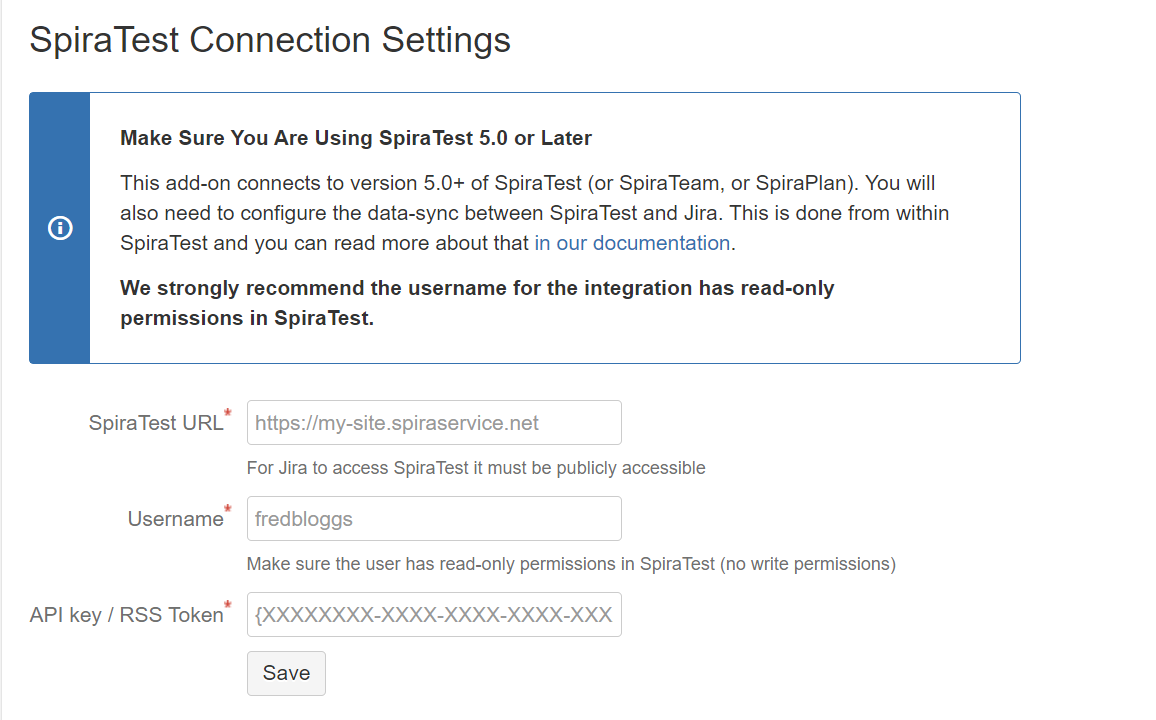 SpiraTest Connection Settings
Make Sure You Are Using SpiraTest 5.0 or Later
This add-on connects to version 5.0+ of SpiraTest (or SpiraTeam, or SpiraPlan). You will
also need to configure the data-sync between SpiraTest and Jira. This is done from within
SpiraTest and you can read more about that in our documentation.
We strongly recommend the username for the integration has read-only
permissions in SpiraTest.
SpiraTest URL* https://my-site.spiraservice.net
For Jira to access SpiraTest it must be publicly accessible
Username* fredbloggs
Make sure the user has read-only permissions in SpiraTest (no write permissions)
API key / RSS Token* {XXXXXXXX-XXXX-XXXX-XXXX-XXX
Save